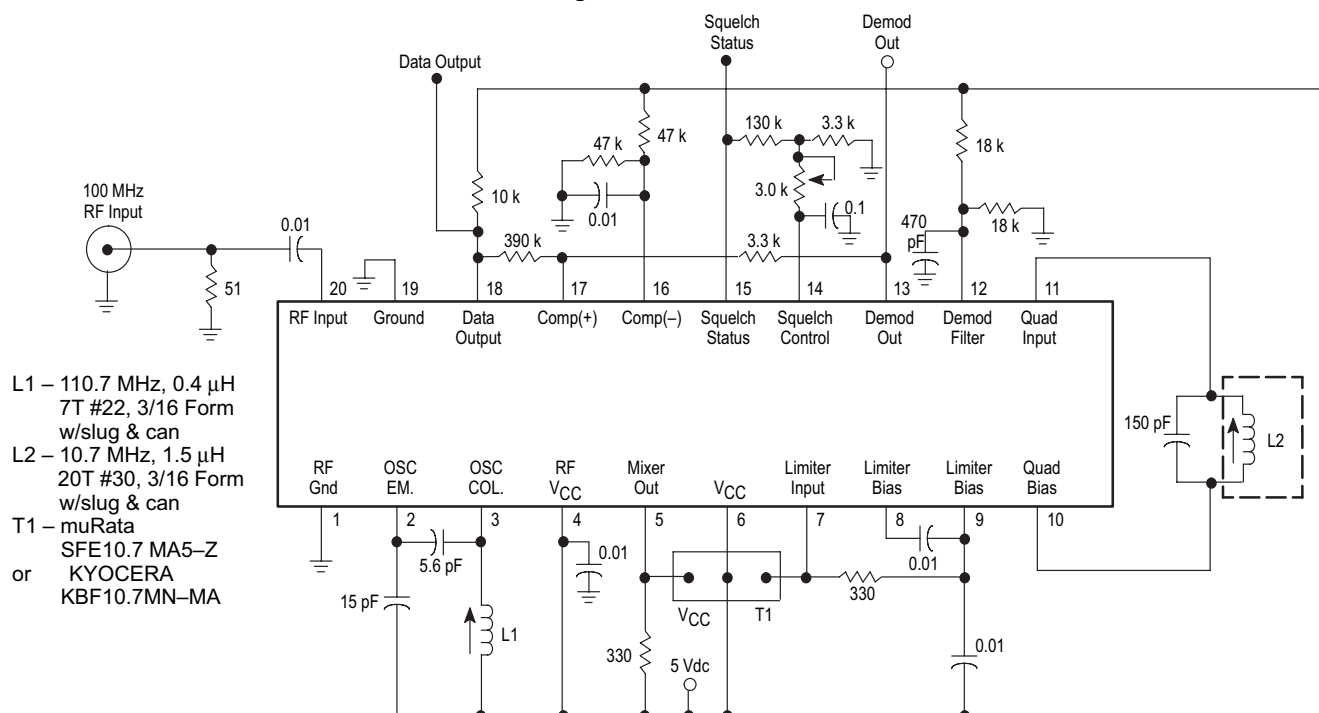 Squelch
Status
Demod
Out
Data Output
130 k
3.3 k
47 k
47 k
18 k
100 MHz
RF Input
10 k
3.0 k
0.01
0.01
0.1
470
pF
18 k
390 k
3.3 k
51
20
19
18
17
16
15
14
13
12
11
RF Input
Ground
Data
Output
Comp(+)
Comp(–)
Squelch
Status
Squelch
Control
Demod
Out
Demod
Filter
Quad
Input
L1 – 110.7 MHz, 0.4 μH
7T #22, 3/16 Form
w/slug & can
L2 – 10.7 MHz, 1.5 μH
20T #30, 3/16 Form
w/slug & can
T1 – muRata
SFE10.7 MA5–Z
or KYOCERA
KBF10.7MN–MA
150 pF
L2
RF
Gnd
OSC
EM.
OSC
COL.
RF
VCC
Mixer
Out
VCC
Limiter
Input
Limiter
Bias
Limiter
Bias
Quad
Bias
1
2
3
4
5
6
7
8
9
10
5.6 pF
0.01
0.01
15 pF
L1
VCC
T1
330
330
5 Vdc
0.01